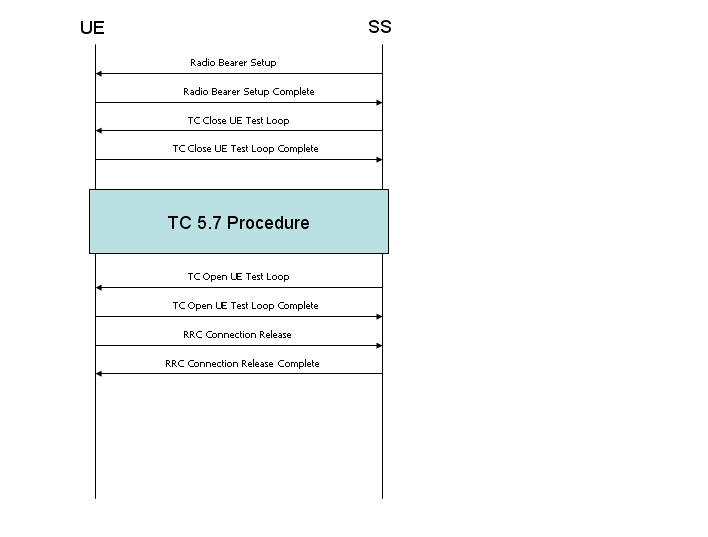 UE SS
Radio Bearer Setup
Radio Bearer Setup Complete
TC Close UE Test Loop
TC Close UE Test Loop Complete
TC 5.7 Procedure
TC Open UE Test Loop
TC Open UE Test Loop Complete
RRC Connection Release
RRC Connection Release Complete